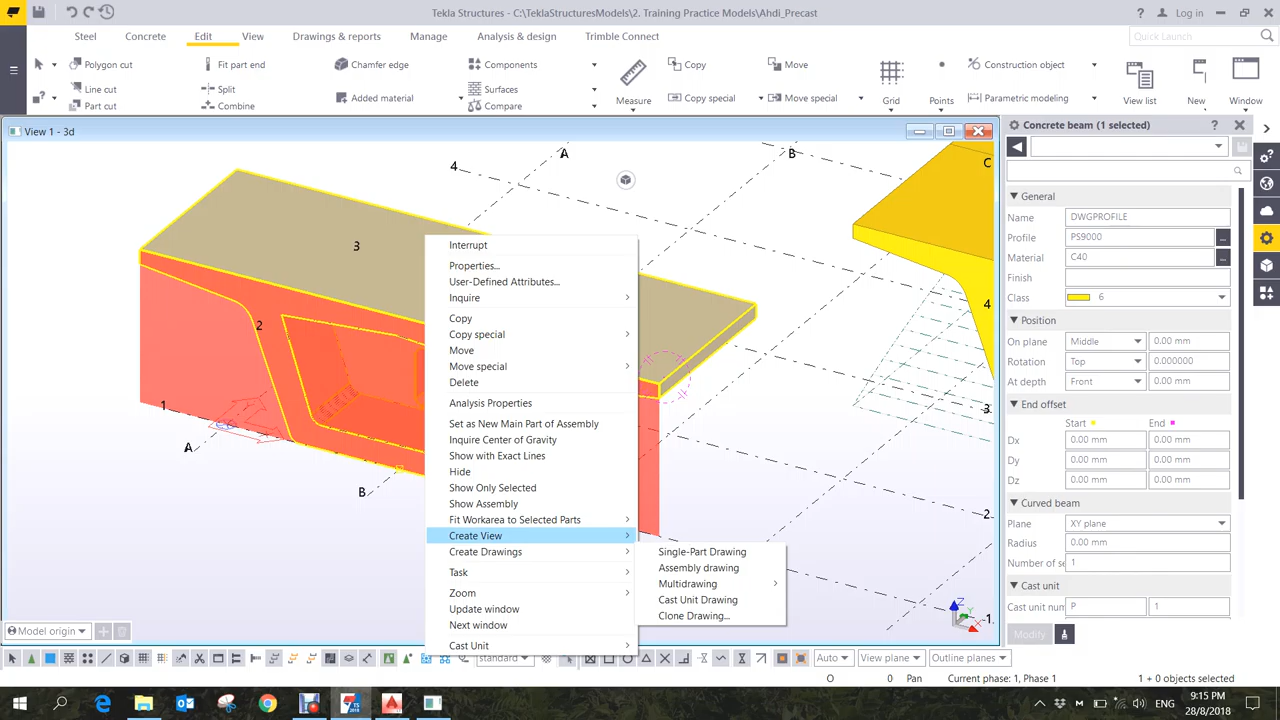 Tekla Structures - C:\TeklaStructuresModels\2. Training Practice Models\Ahdi_Precast
? Log in
Steel Concrete Edit View Drawings & reports Manage Analysis & design Trimble Connect
Quick Launch
Polygon cut Fit part end Chamfer edge Components Copy Move Construction object
Line cut Split Surfaces
Part cut Combine Added material Compare Measure Copy special Move special Grid Points Parametric modeling View list New Window
View 1 - 3d
Concrete beam (1 selected) ?
A
B
C
4
3
2
1
A
B
4
3
2
1
Z
Interrupt
Properties...
User-Defined Attributes...
Inquire
Copy
Copy special
Move
Move special
Delete
Analysis Properties
Set as New Main Part of Assembly
Inquire Center of Gravity
Show with Exact Lines
Hide
Show Only Selected
Show Assembly
Fit Workarea to Selected Parts
Create View
Create Drawings
Task
Zoom
Update window
Next window
Cast Unit
Single-Part Drawing
Assembly drawing
Multidrawing
Cast Unit Drawing
Clone Drawing...
General
Name DWGPROFILE
Profile PS9000 ...
Material C40 ...
Finish
Class 6
Position
On plane Middle 0.00 mm
Rotation Top 0.000000
At depth Front 0.00 mm
End offset
Start End
Dx 0.00 mm 0.00 mm
Dy 0.00 mm 0.00 mm
Dz 0.00 mm 0.00 mm
Curved beam
Plane XY plane
Radius 0.00 mm
Number of se 1
Cast unit
Cast unit num P 1
Modify
Model origin
standard Auto View plane Outline planes
O 0 Pan Current phase: 1, Phase 1 1 + 0 objects selected
9:15 PM
28/8/2018